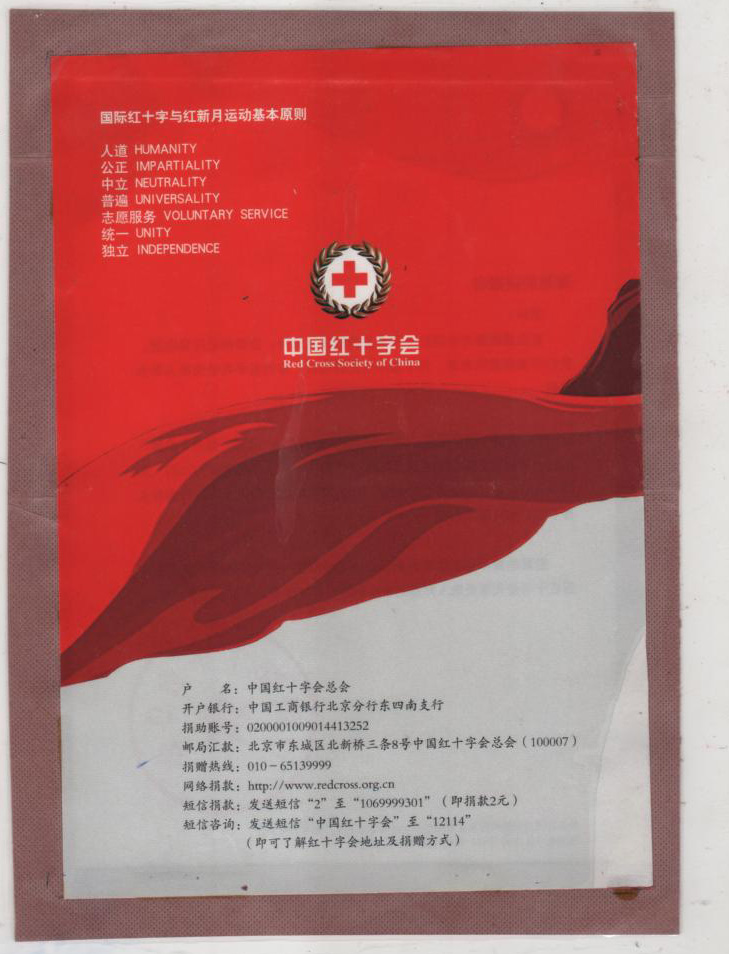 国际红十字与红新月运动基本原则
人道 HUMANITY
公正 IMPARTIALITY
中立 NEUTRALITY
普遍 UNIVERSALITY
志愿服务 VOLUNTARY SERVICE
统一 UNITY
独立 INDEPENDENCE
中国红十字会
Red Cross Society of China
户 名：中国红十字会总会
开户银行：中国工商银行北京分行东四南支行
捐助账号：0200001009014413252
邮局汇款：北京市东城区北新桥三条8号中国红十字会总会（100007）
捐赠热线：010－65139999
网络捐款：http://www.redcross.org.cn
短信捐款：发送短信“2”至“1069999301”（即捐款2元）
短信咨询：发送短信“中国红十字会”至“12114”
（即可了解红十字会地址及捐赠方式）